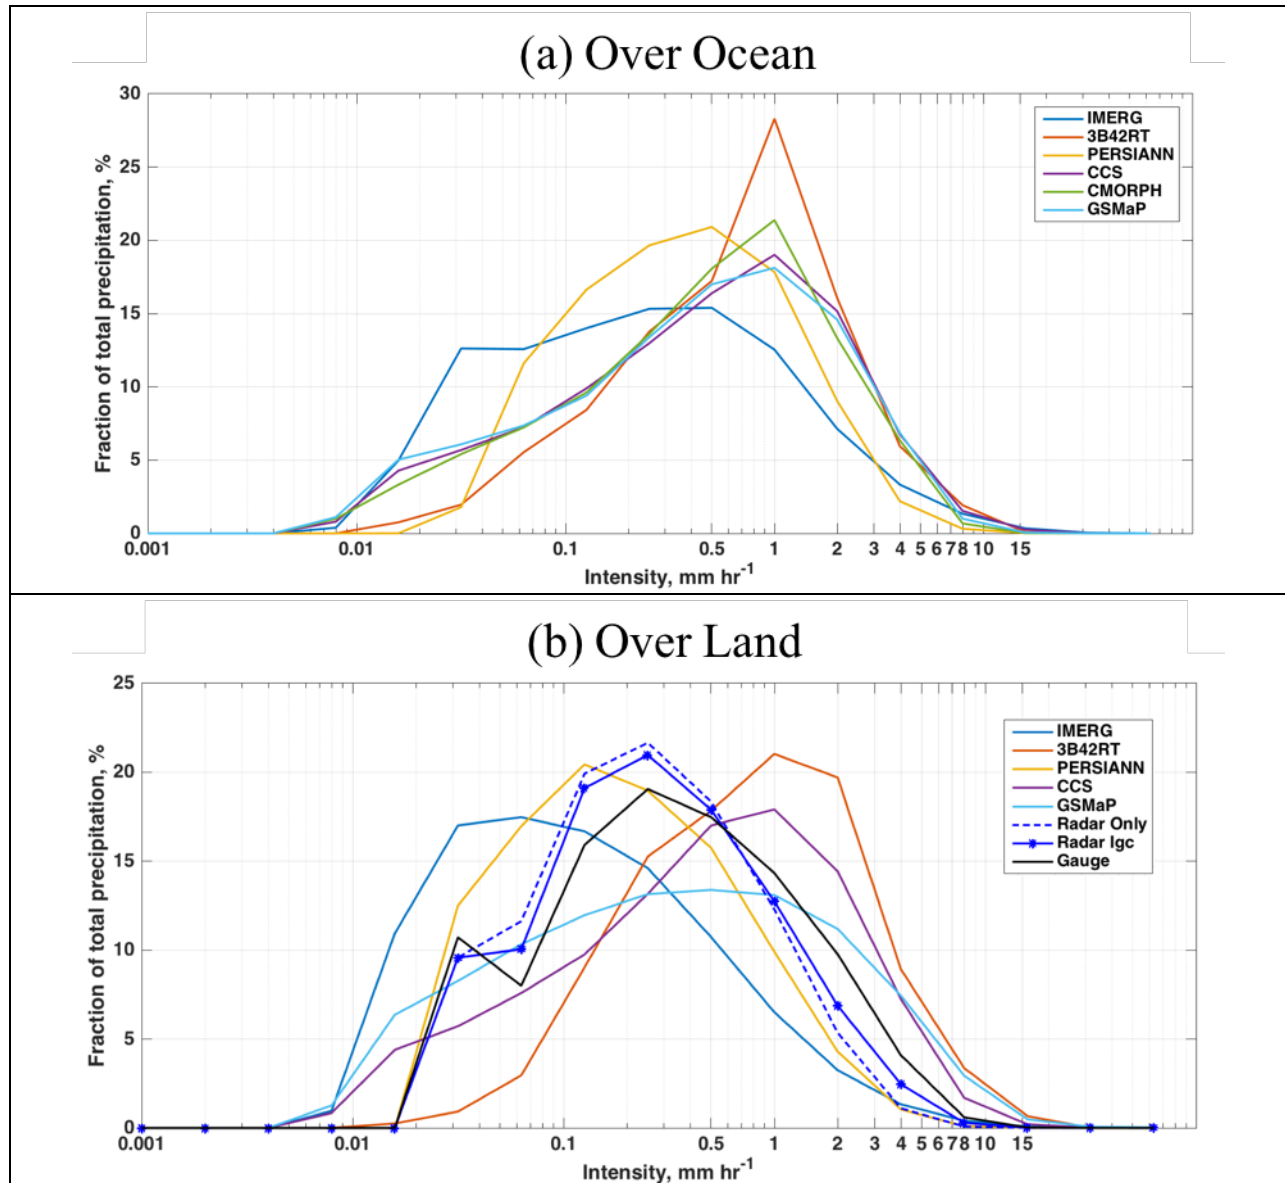 (a) Over Ocean
30
25
20
15
10
5
0
Fraction of total precipitation, %
IMERG
3B42RT
PERSIANN
CCS
CMORPH
GSMaP
0.001 0.01 0.1 0.5 1 2 3 4 5 6 7 8 10 15
Intensity, mm hr-1
(b) Over Land
25
20
15
10
5
0
Fraction of total precipitation, %
IMERG
3B42RT
PERSIANN
CCS
GSMaP
Radar Only
Radar lgc
Gauge
0.001 0.01 0.1 0.5 1 2 3 4 5 6 7 8 10 15
Intensity, mm hr-1